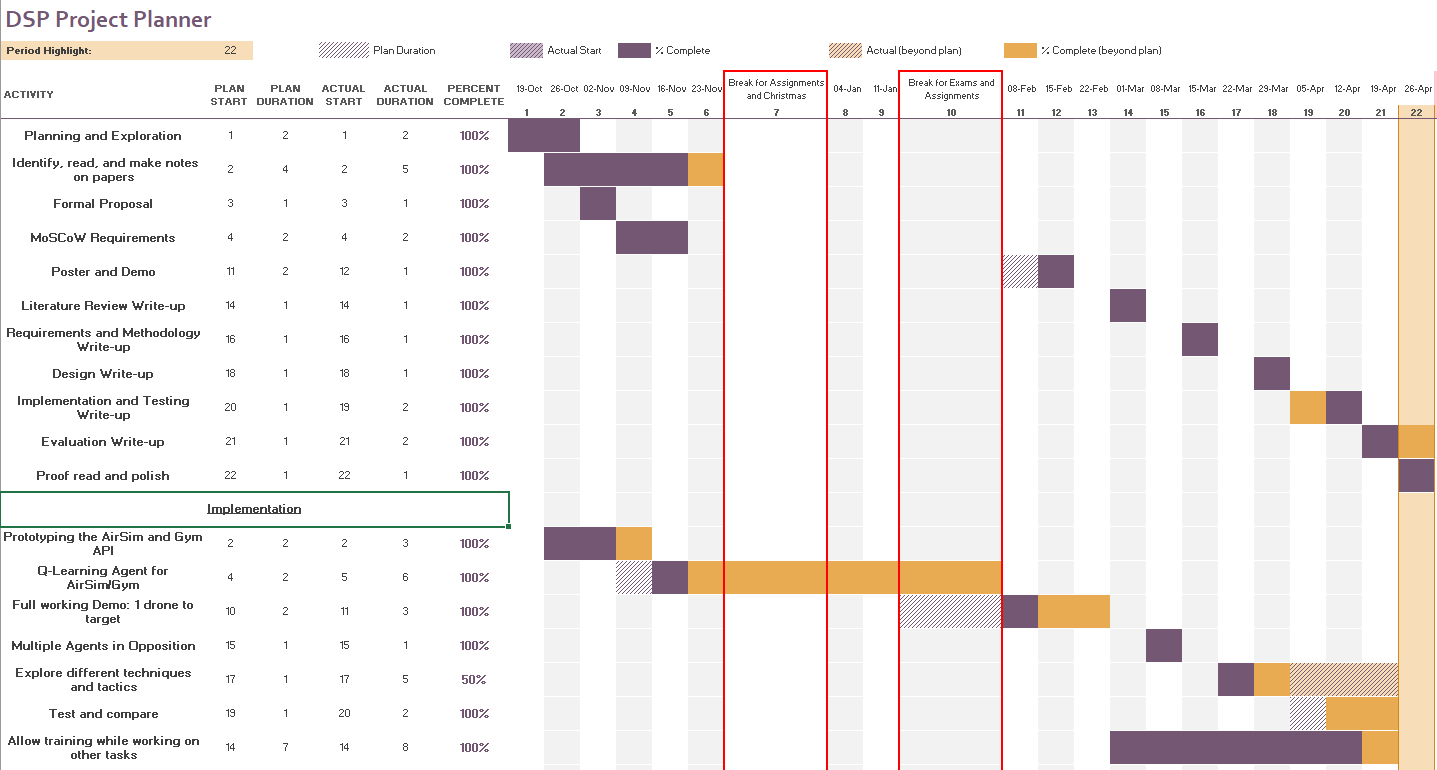 DSP Project Planner
Period Highlight: 22 Plan Duration Actual Start % Complete Actual (beyond plan) % Complete (beyond plan)
ACTIVITY PLAN START PLAN DURATION ACTUAL START ACTUAL DURATION PERCENT COMPLETE 19-Oct 26-Oct 02-Nov 09-Nov 16-Nov 23-Nov Break for Assignments and Christmas 04-Jan 11-Jan Break for Exams and Assignments 08-Feb 15-Feb 22-Feb 01-Mar 08-Mar 15-Mar 22-Mar 29-Mar 05-Apr 12-Apr 19-Apr 26-Apr
1 2 3 4 5 6 7 8 9 10 11 12 13 14 15 16 17 18 19 20 21 22
Planning and Exploration 1 2 1 2 100%
Identify, read, and make notes on papers 2 4 2 5 100%
Formal Proposal 3 1 3 1 100%
MoSCoW Requirements 4 2 4 2 100%
Poster and Demo 11 2 12 1 100%
Literature Review Write-up 14 1 14 1 100%
Requirements and Methodology Write-up 16 1 16 1 100%
Design Write-up 18 1 18 1 100%
Implementation and Testing Write-up 20 1 19 2 100%
Evaluation Write-up 21 1 21 2 100%
Proof read and polish 22 1 22 1 100%
Implementation
Prototyping the AirSim and Gym API 2 2 2 3 100%
Q-Learning Agent for AirSim/Gym 4 2 5 6 100%
Full working Demo: 1 drone to target 10 2 11 3 100%
Multiple Agents in Opposition 15 1 15 1 100%
Explore different techniques and tactics 17 1 17 5 50%
Test and compare 19 1 20 2 100%
Allow training while working on other tasks 14 7 14 8 100%